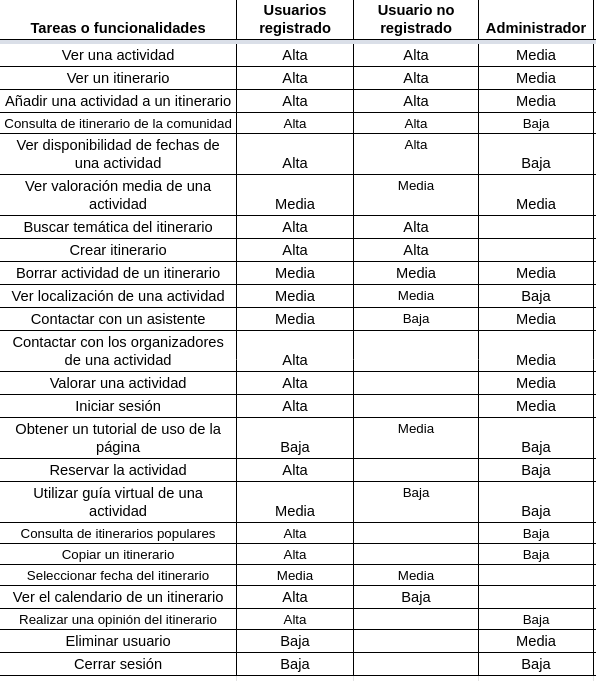 Tareas o funcionalidades | Usuarios registrado | Usuario no registrado | Administrador
Ver una actividad | Alta | Alta | Media
Ver un itinerario | Alta | Alta | Media
Añadir una actividad a un itinerario | Alta | Alta | Media
Consulta de itinerario de la comunidad | Alta | Alta | Baja
Ver disponibilidad de fechas de una actividad | Alta | Alta | Baja
Ver valoración media de una actividad | Media | Media | Media
Buscar temática del itinerario | Alta | Alta |
Crear itinerario | Alta | Alta |
Borrar actividad de un itinerario | Media | Media | Media
Ver localización de una actividad | Media | Media | Baja
Contactar con un asistente | Media | Baja | Media
Contactar con los organizadores de una actividad | Alta | | Media
Valorar una actividad | Alta | | Media
Iniciar sesión | Alta | | Media
Obtener un tutorial de uso de la página | Baja | Media | Baja
Reservar la actividad | Alta | | Baja
Utilizar guía virtual de una actividad | Media | Baja | Baja
Consulta de itinerarios populares | Alta | | Baja
Copiar un itinerario | Alta | | Baja
Seleccionar fecha del itinerario | Media | Media |
Ver el calendario de un itinerario | Alta | Baja |
Realizar una opinión del itinerario | Alta | | Baja
Eliminar usuario | Baja | | Media
Cerrar sesión | Baja | | Baja